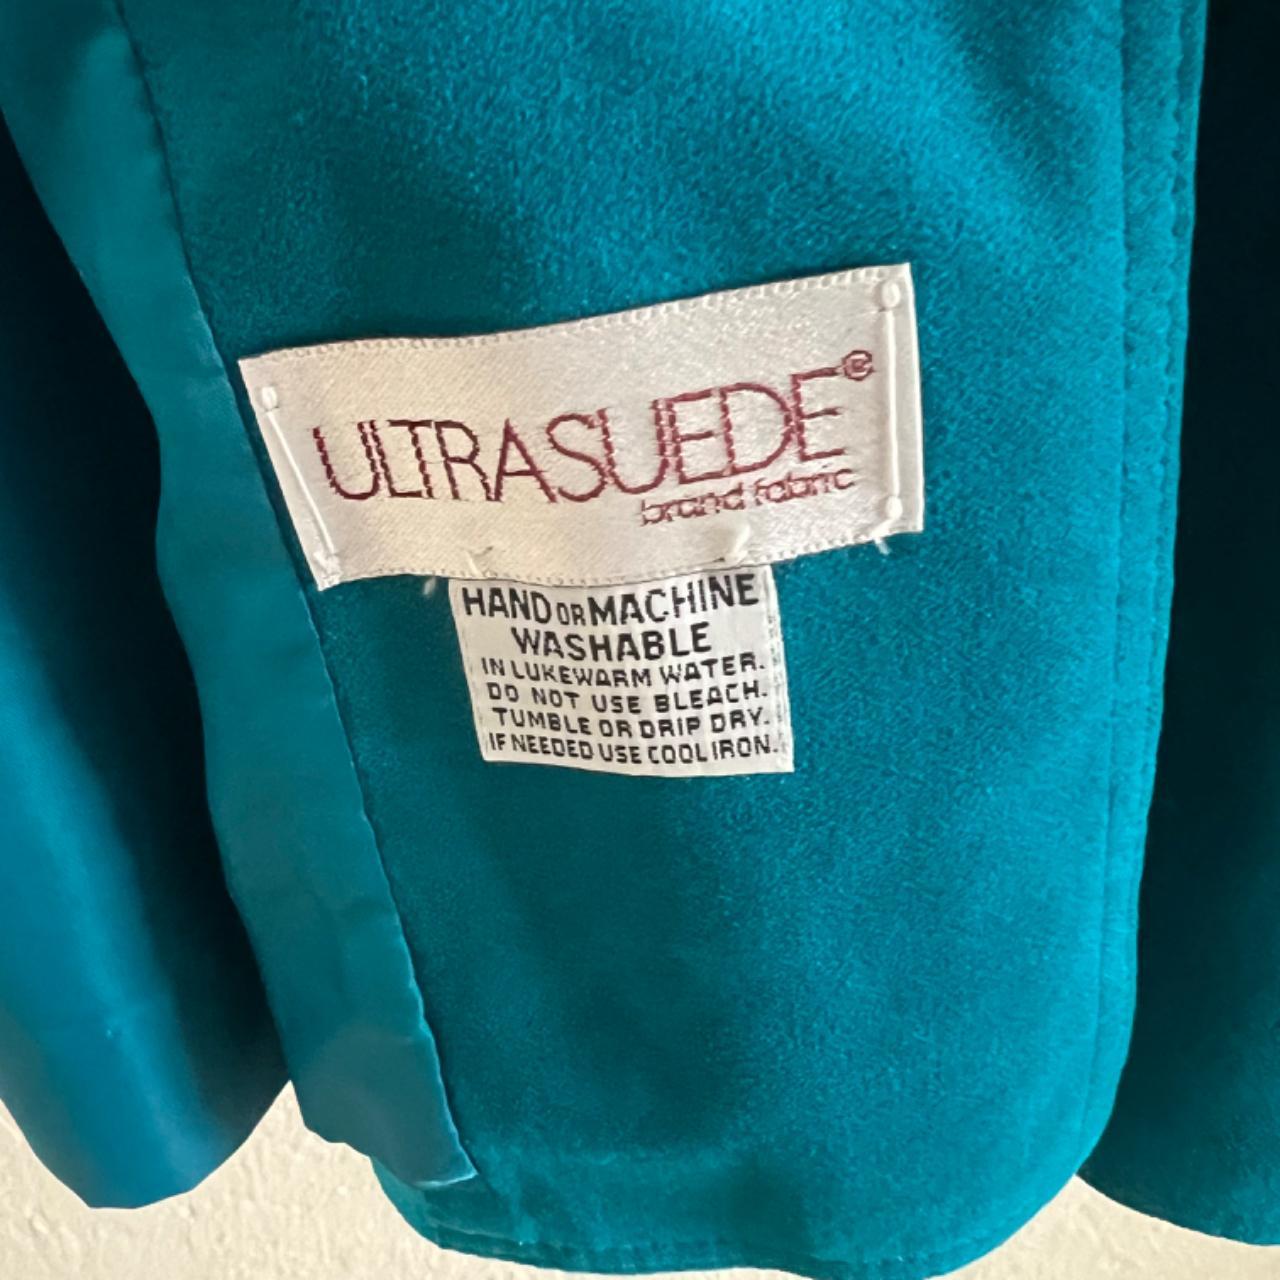 ULTRASUEDE®
brand fabric
HAND OR MACHINE
WASHABLE
IN LUKEWARM WATER.
DO NOT USE BLEACH.
TUMBLE OR DRIP DRY.
IF NEEDED USE COOL IRON.